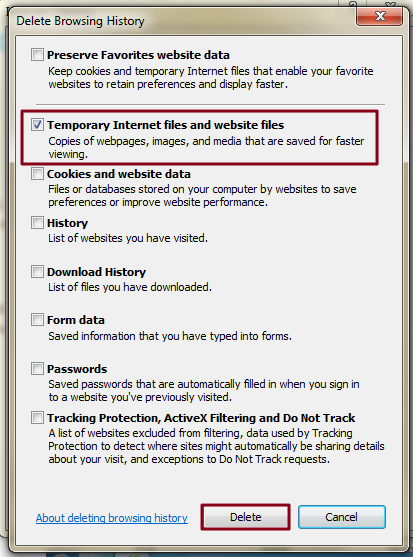 Delete Browsing History
Preserve Favorites website data
Keep cookies and temporary Internet files that enable your favorite
websites to retain preferences and display faster.
Temporary Internet files and website files
Copies of webpages, images, and media that are saved for faster
viewing.
Cookies and website data
Files or databases stored on your computer by websites to save
preferences or improve website performance.
History
List of websites you have visited.
Download History
List of files you have downloaded.
Form data
Saved information that you have typed into forms.
Passwords
Saved passwords that are automatically filled in when you sign in
to a website you've previously visited.
Tracking Protection, ActiveX Filtering and Do Not Track
A list of websites excluded from filtering, data used by Tracking
Protection to detect where sites might automatically be sharing details
about your visit, and exceptions to Do Not Track requests.
About deleting browsing history
Delete
Cancel